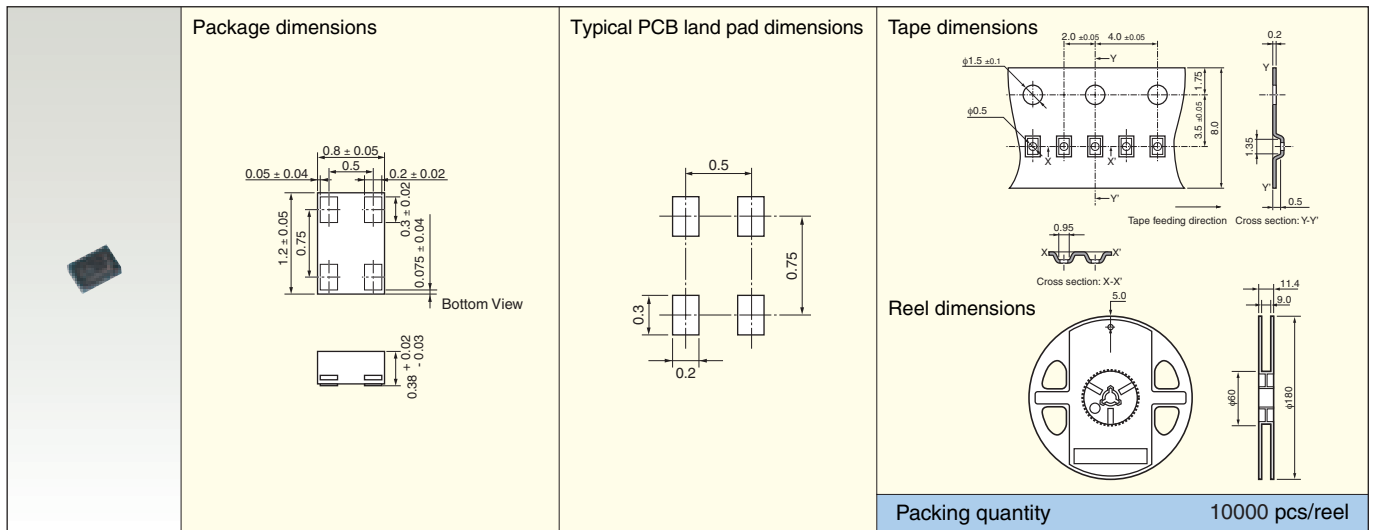 Package dimensions
0.8 ± 0.05
0.5
0.05 ± 0.04
0.2 ± 0.02
0.3 ± 0.02
1.2 ± 0.05
0.75
0.075 ± 0.04
Bottom View
0.38 + 0.02
- 0.03
Typical PCB land pad dimensions
0.5
0.75
0.3
0.2
Tape dimensions
2.0 ±0.05
4.0 ±0.05
φ1.5 ±0.1
Y
φ0.5
1.75
3.5 ±0.05
8.0
X
X'
Y'
Tape feeding direction
0.2
Y
1.35
Y'
0.5
Cross section: Y-Y'
0.95
X
X'
Cross section: X-X'
Reel dimensions
5.0
11.4
9.0
φ60
φ180
Packing quantity 10000 pcs/reel